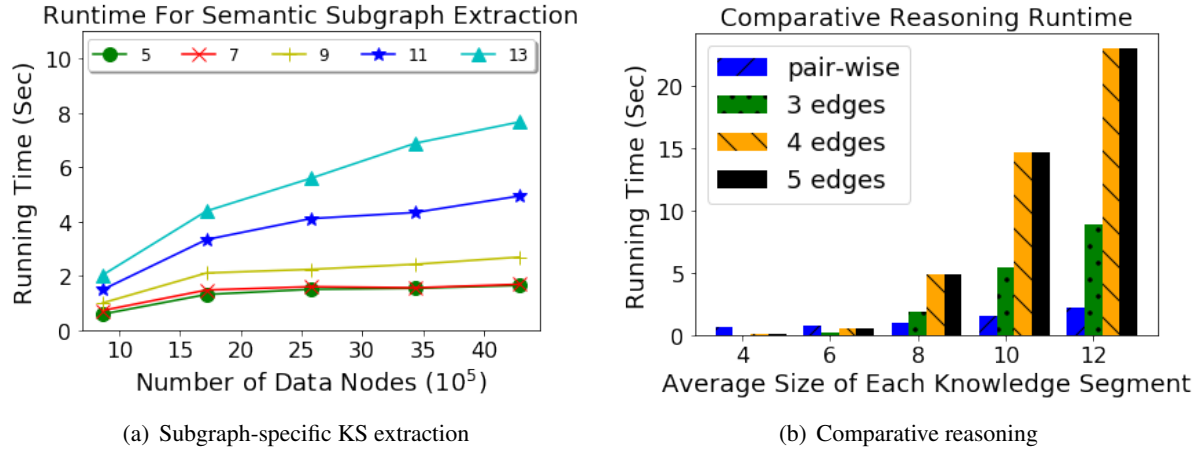 Runtime For Semantic Subgraph Extraction
5 7 9 11 13
10
8
6
4
2
0
Running Time (Sec)
10 15 20 25 30 35 40
Number of Data Nodes (10^5)
(a) Subgraph-specific KS extraction
Comparative Reasoning Runtime
pair-wise
3 edges
4 edges
5 edges
20
15
10
5
0
Running Time (Sec)
4 6 8 10 12
Average Size of Each Knowledge Segment
(b) Comparative reasoning